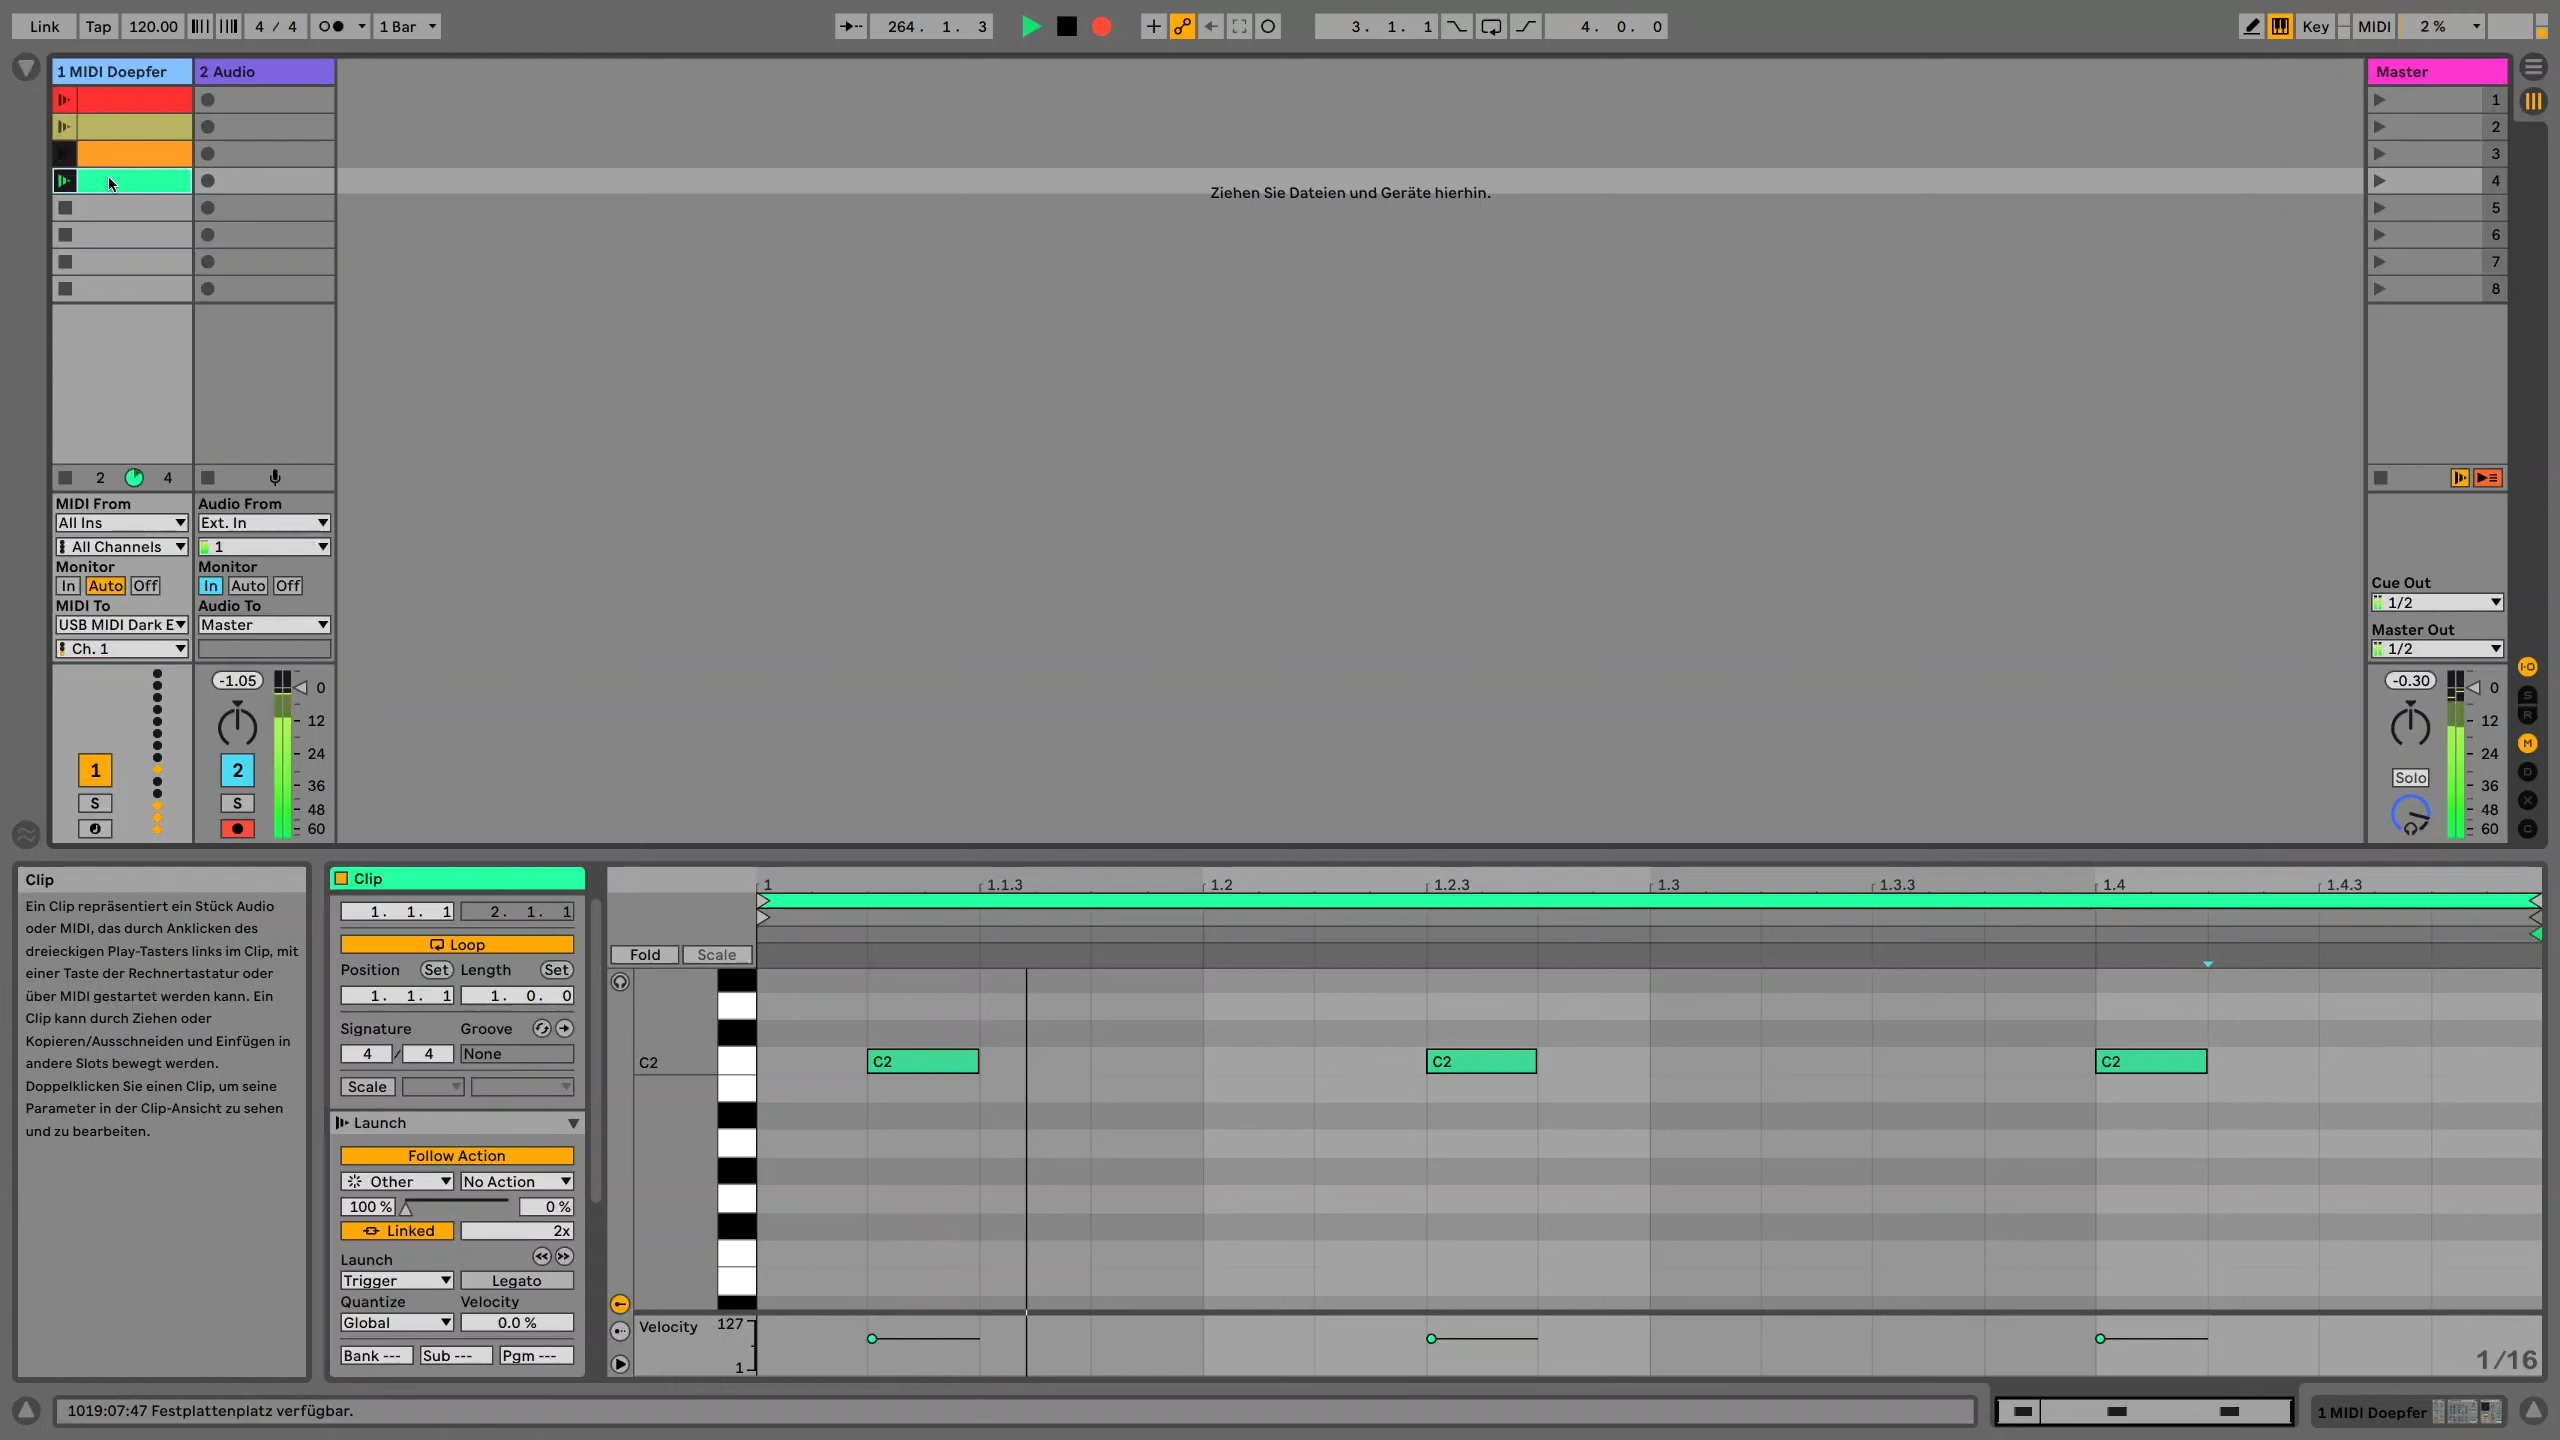 Link Tap 120.00 4 / 4 1 Bar 264. 1. 3 3. 1. 1 4. 0. 0 Key MIDI 2 %
1 MIDI Doepfer 2 Audio Master
1
2
3
Ziehen Sie Dateien und Geräte hierhin. 4
5
6
7
8
2 4
MIDI From Audio From
All Ins Ext. In
All Channels 1
Monitor Monitor
In Auto Off In Auto Off Cue Out
MIDI To Audio To 1/2
USB MIDI Dark E Master Master Out
Ch. 1 1/2
-1.05 0 -0.30 0
12 12
24 24
1 2 36 Solo 36
S S 48 48
60 60
I·O
S
R
M
D
X
C
Clip
Ein Clip repräsentiert ein Stück Audio
oder MIDI, das durch Anklicken des
dreieckigen Play-Tasters links im Clip, mit
einer Taste der Rechnertastatur oder
über MIDI gestartet werden kann. Ein
Clip kann durch Ziehen oder
Kopieren/Ausschneiden und Einfügen in
andere Slots bewegt werden.
Doppelklicken Sie einen Clip, um seine
Parameter in der Clip-Ansicht zu sehen
und zu bearbeiten.
Clip
1. 1. 1 2. 1. 1
Loop
Position Set Length Set
1. 1. 1 1. 0. 0
Signature Groove
4 / 4 None
Scale
Launch
Follow Action
Other No Action
100 % 0 %
Linked 2x
Launch
Trigger Legato
Quantize Velocity
Global 0.0 %
Bank --- Sub --- Pgm ---
1 1.1.3 1.2 1.2.3 1.3 1.3.3 1.4 1.4.3
Fold Scale
C2 C2 C2 C2
Velocity 127
1 1/16
1019:07:47 Festplattenplatz verfügbar. 1 MIDI Doepfer